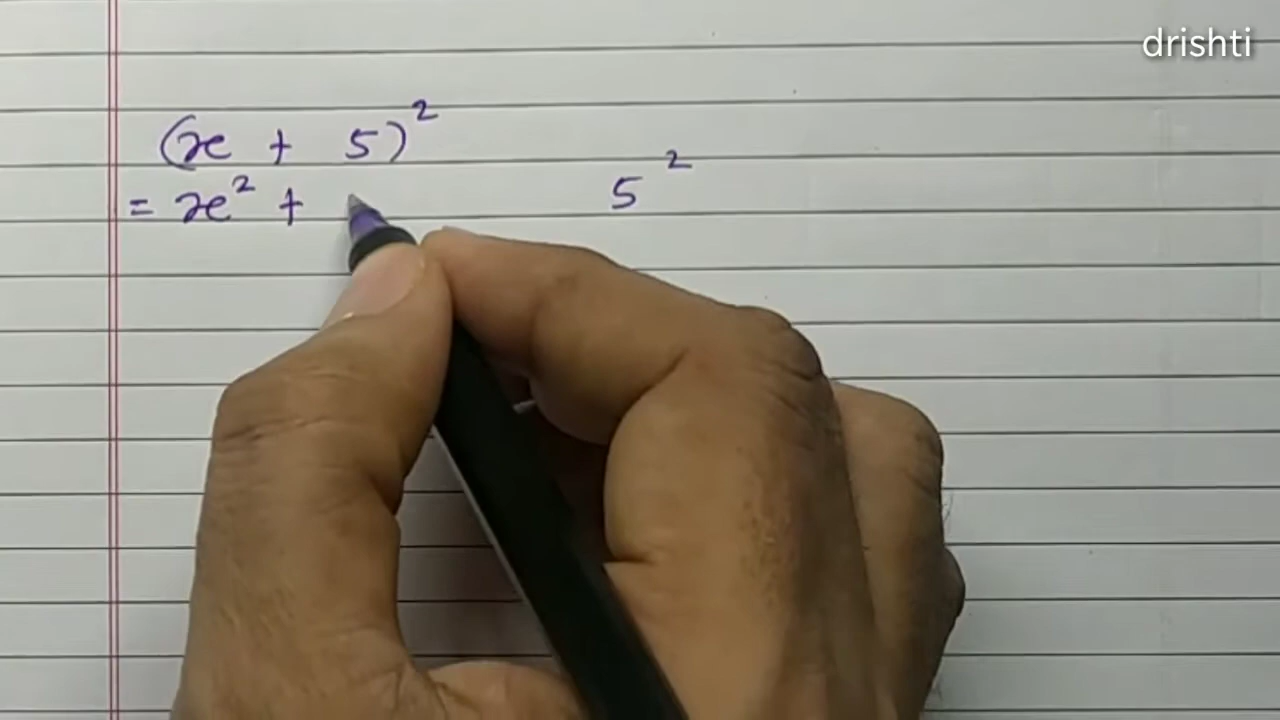 drishti
(x + 5)²
= x² + 5²